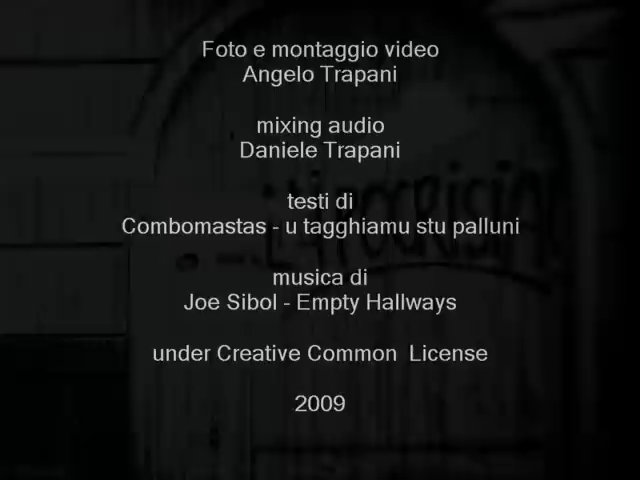 Foto e montaggio video
Angelo Trapani
mixing audio
Daniele Trapani
testi di
Combomastas - u tagghiamu stu palluni
musica di
Joe Sibol - Empty Hallways
under Creative Common  License
2009